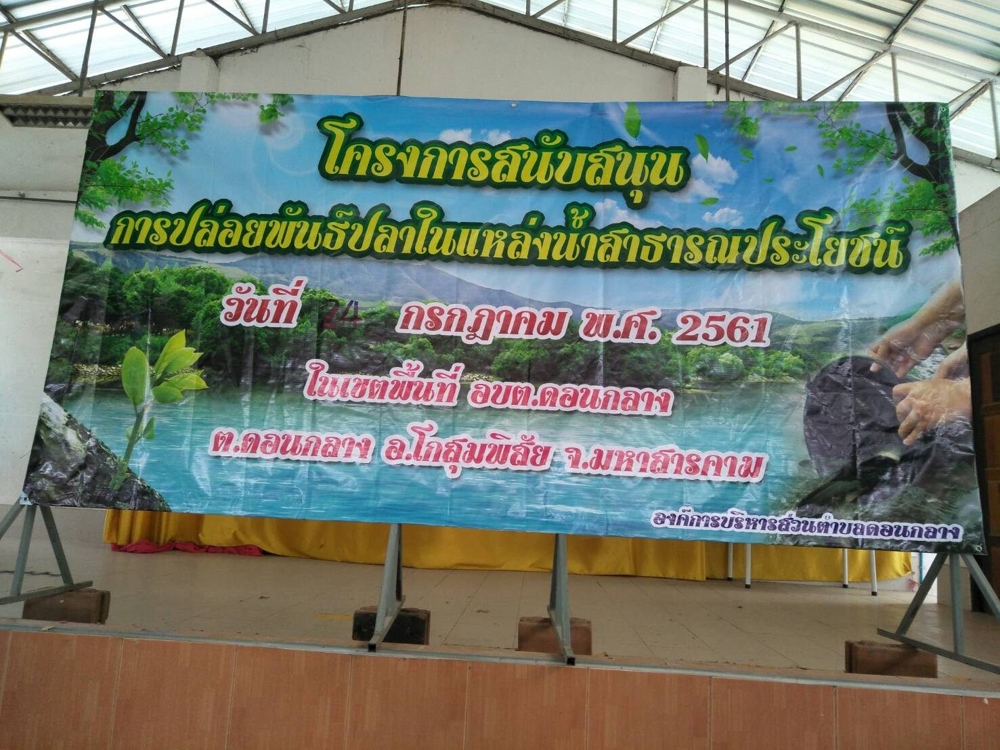 โครงการสนับสนุน
การปล่อยพันธ์ปลาในแหล่งน้ำสาธารณประโยชน์
วันที่ 24 กรกฎาคม พ.ศ. 2561
ในเขตพื้นที่ อบต.ดอนกลาง
ต.ดอนกลาง อ.โกสุมพิสัย จ.มหาสารคาม
องค์การบริหารส่วนตำบลดอนกลาง